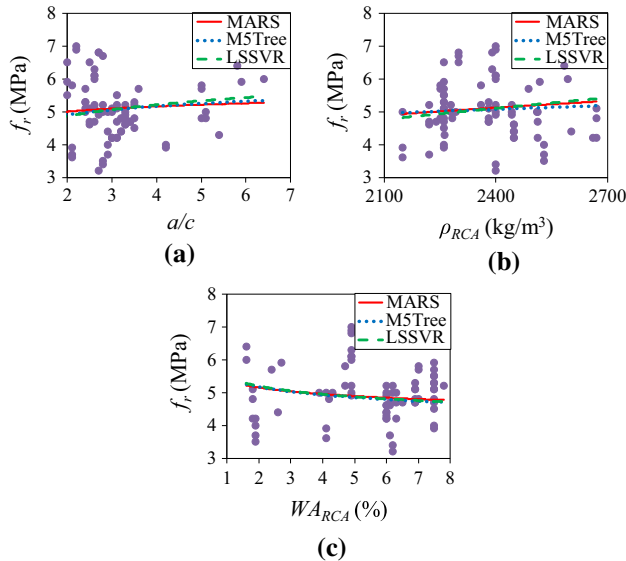 8
7
6
5
4
3
f_r (MPa)
MARS
M5Tree
LSSVR
2 3 4 5 6 7
a/c
(a)
8
7
6
5
4
3
f_r (MPa)
MARS
M5Tree
LSSVR
2100 2400 2700
ρ_RCA (kg/m³)
(b)
8
7
6
5
4
3
f_r (MPa)
MARS
M5Tree
LSSVR
1 2 3 4 5 6 7 8
WA_RCA (%)
(c)